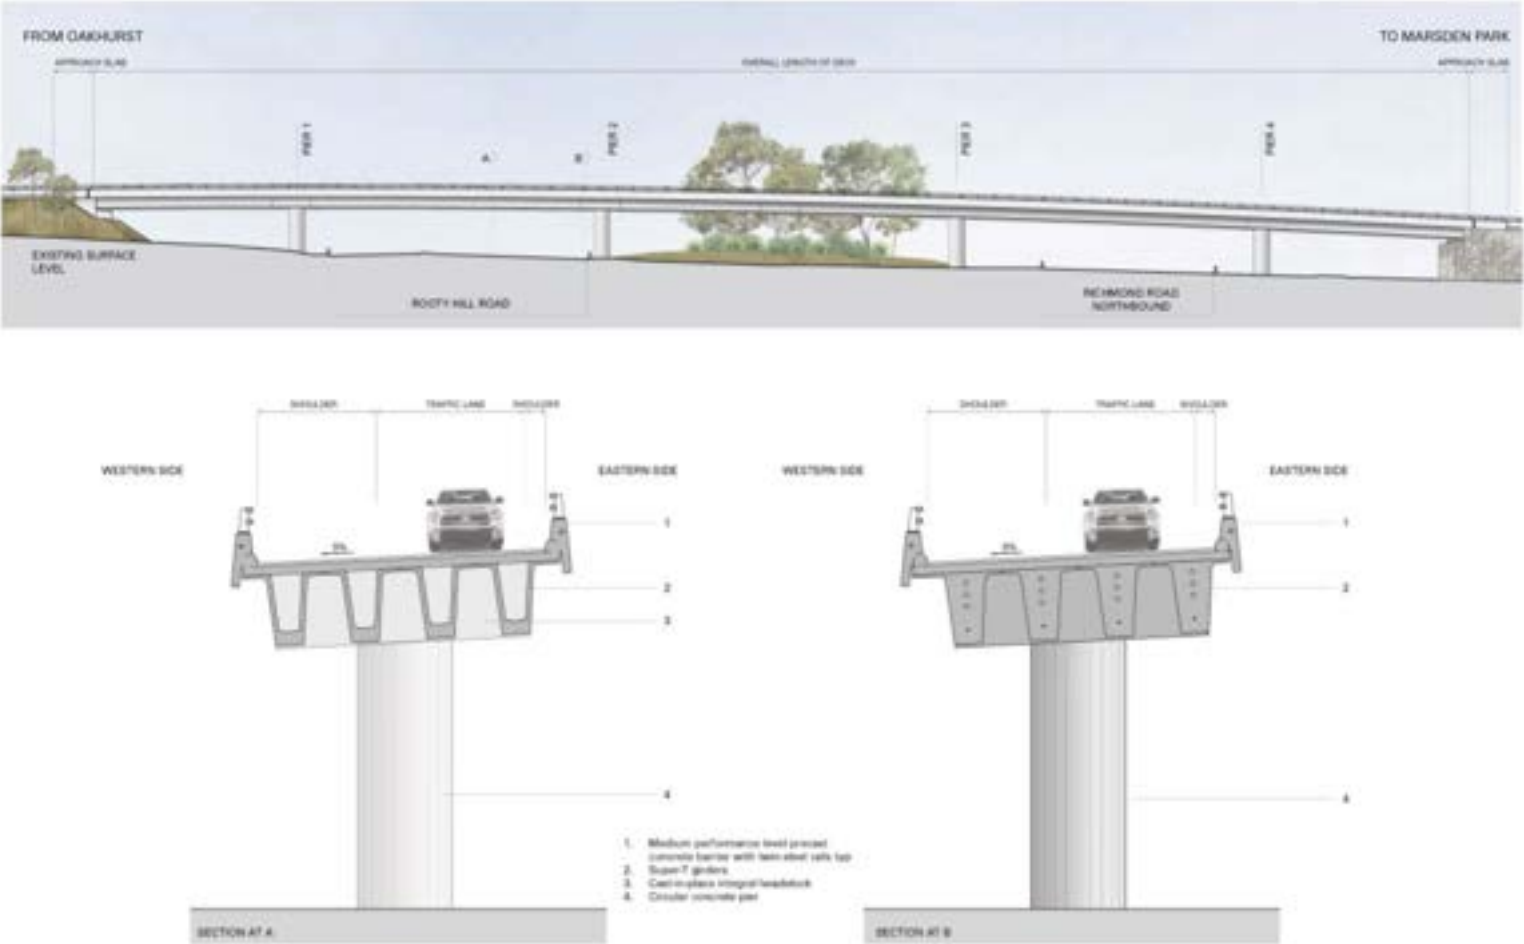 FROM OAKHURST
TO MARSDEN PARK
APPROACH SLAB
OVERALL LENGTH OF DECK
APPROACH SLAB
PIER 1
A
B
PIER 2
PIER 3
PIER 4
EXISTING SURFACE
LEVEL
ROOTY HILL ROAD
RICHMOND ROAD
NORTHBOUND
SHOULDER TRAFFIC LANE SHOULDER
WESTERN SIDE
EASTERN SIDE
1
2
3
4
SECTION AT A
SHOULDER TRAFFIC LANE SHOULDER
WESTERN SIDE
EASTERN SIDE
1
2
4
SECTION AT B
1. Medium performance level precast
concrete barrier with twin steel rails typ
2. Super-T girders
3. Cast-in-place integral headstock
4. Circular concrete pier